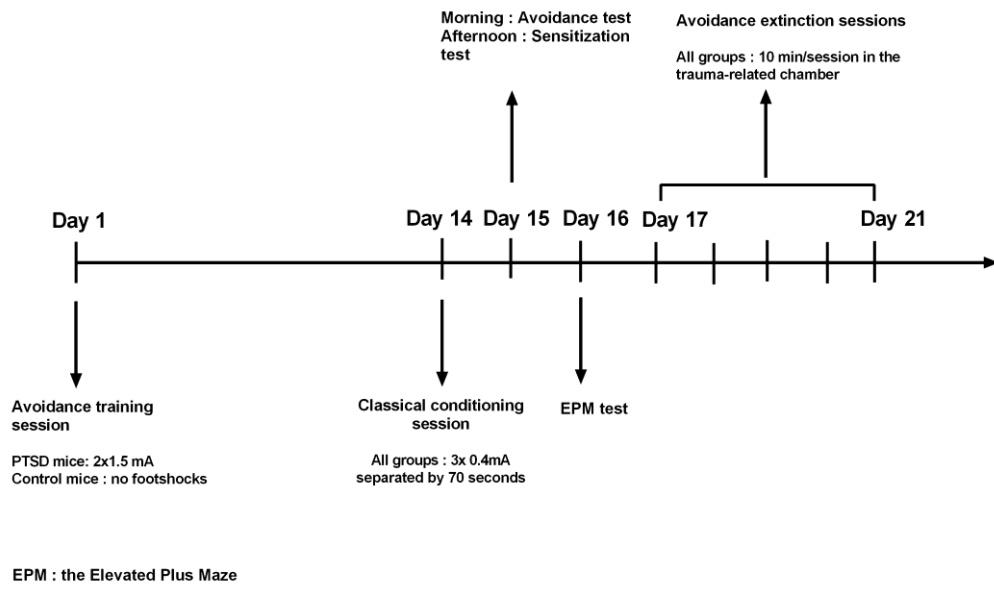 Morning : Avoidance test
Afternoon : Sensitization
test
Avoidance extinction sessions
All groups : 10 min/session in the
trauma-related chamber
Day 1
Day 14
Day 15
Day 16
Day 17
Day 21
Avoidance training
session
PTSD mice: 2x1.5 mA
Control mice : no footshocks
Classical conditioning
session
All groups : 3x 0.4mA
separated by 70 seconds
EPM test
EPM : the Elevated Plus Maze